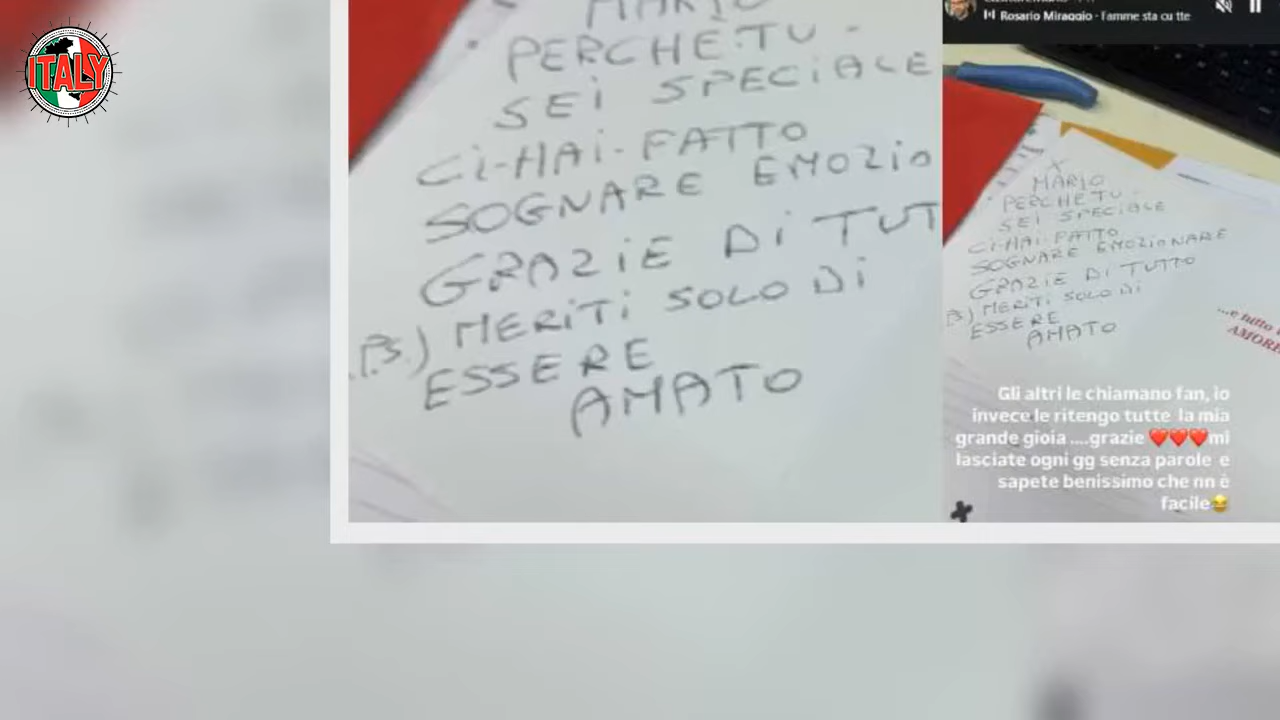 ITALY
MARIO
PERCHE TU
SEI SPECIALE
CI-HAI-FATTO
SOGNARE EMOZIO
GRAZIE DI TUT
P.S.) MERITI SOLO DI
ESSERE
AMATO
Rosario Miraggio · l'amme sta cu tte
X
MARIO
PERCHE TU
SEI SPECIALE
CI-HAI-FATTO
SOGNARE EMOZIONARE
GRAZIE DI TUTTO
P.S.) MERITI SOLO DI
ESSERE
AMATO
...e tutto
AMORE
Gli altri le chiamano fan, io
invece le ritengo tutte la mia
grande gioia ....grazie ❤️❤️❤️mi
lasciate ogni gg senza parole e
sapete benissimo che nn è
facile😂